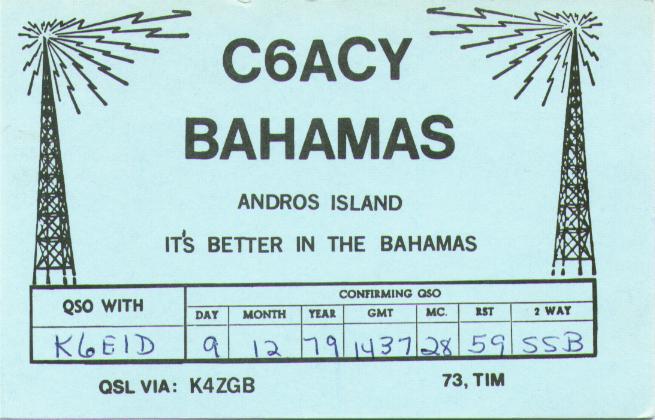 C6ACY
BAHAMAS
ANDROS ISLAND
IT'S BETTER IN THE BAHAMAS
QSO WITH
CONFIRMING QSO
DAY MONTH YEAR GMT MC. RST 2 WAY
K6EID 9 12 79 1437 28 59 SSB
QSL VIA: K4ZGB 73, TIM